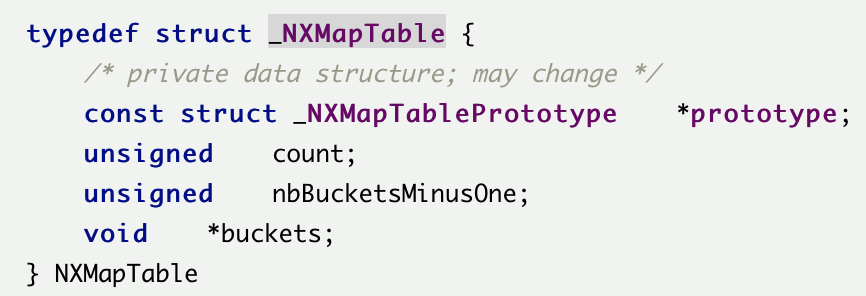 typedef struct _NXMapTable {
/* private data structure; may change */
const struct _NXMapTablePrototype *prototype;
unsigned count;
unsigned nbBucketsMinusOne;
void *buckets;
} NXMapTable